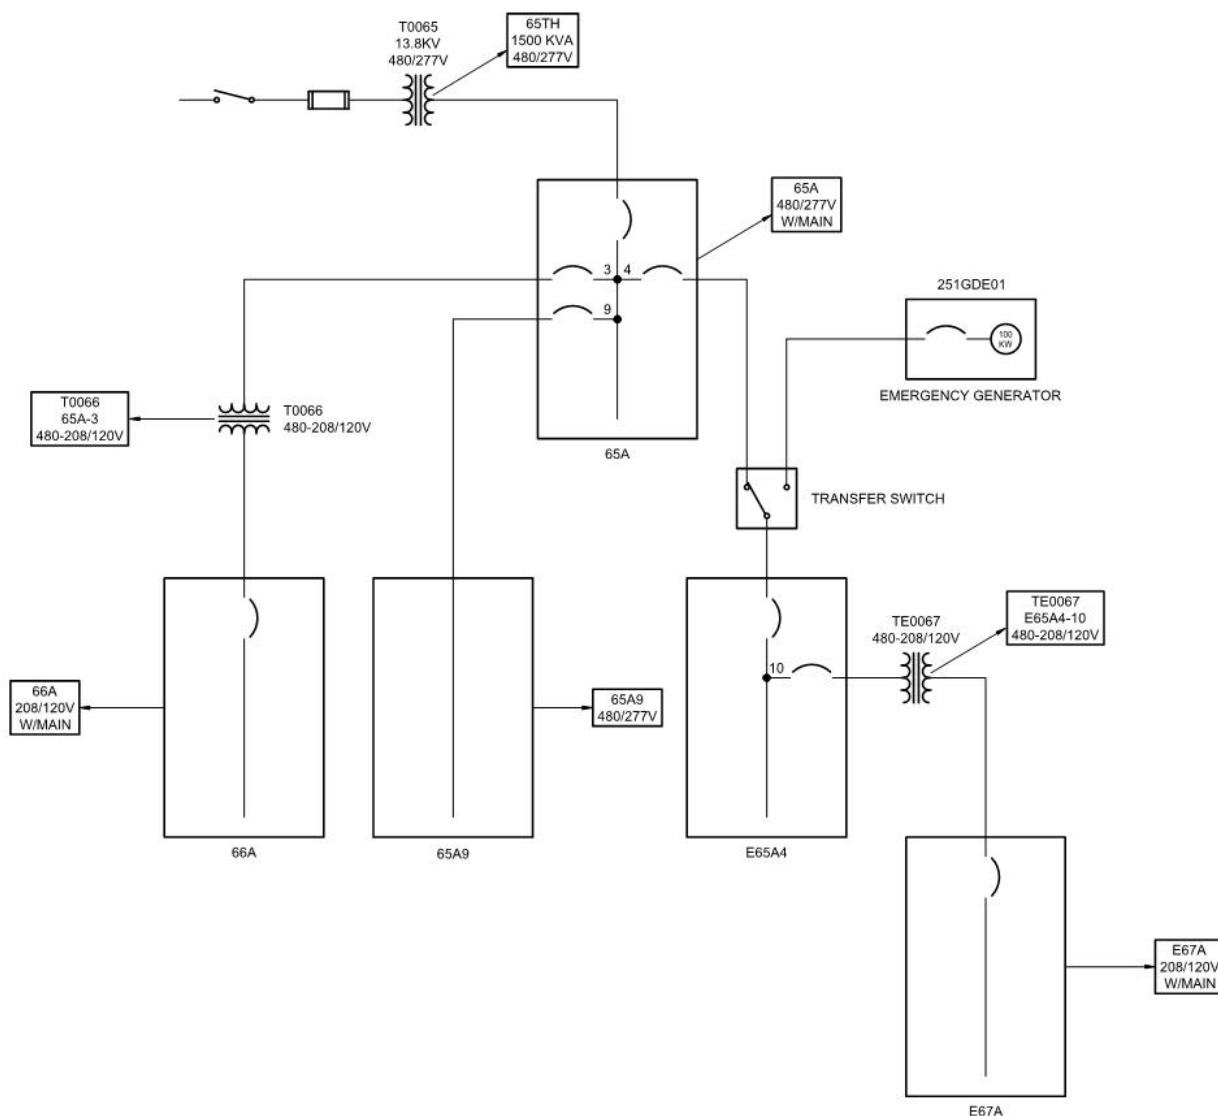 T0065
13.8KV
480/277V
65TH
1500 KVA
480/277V
65A
480/277V
W/MAIN
3 4
9
251GDE01
100
KW
EMERGENCY GENERATOR
T0066
65A-3
480-208/120V
T0066
480-208/120V
65A
TRANSFER SWITCH
TE0067
480-208/120V
TE0067
E65A4-10
480-208/120V
10
66A
208/120V
W/MAIN
65A9
480/277V
66A
65A9
E65A4
E67A
208/120V
W/MAIN
E67A